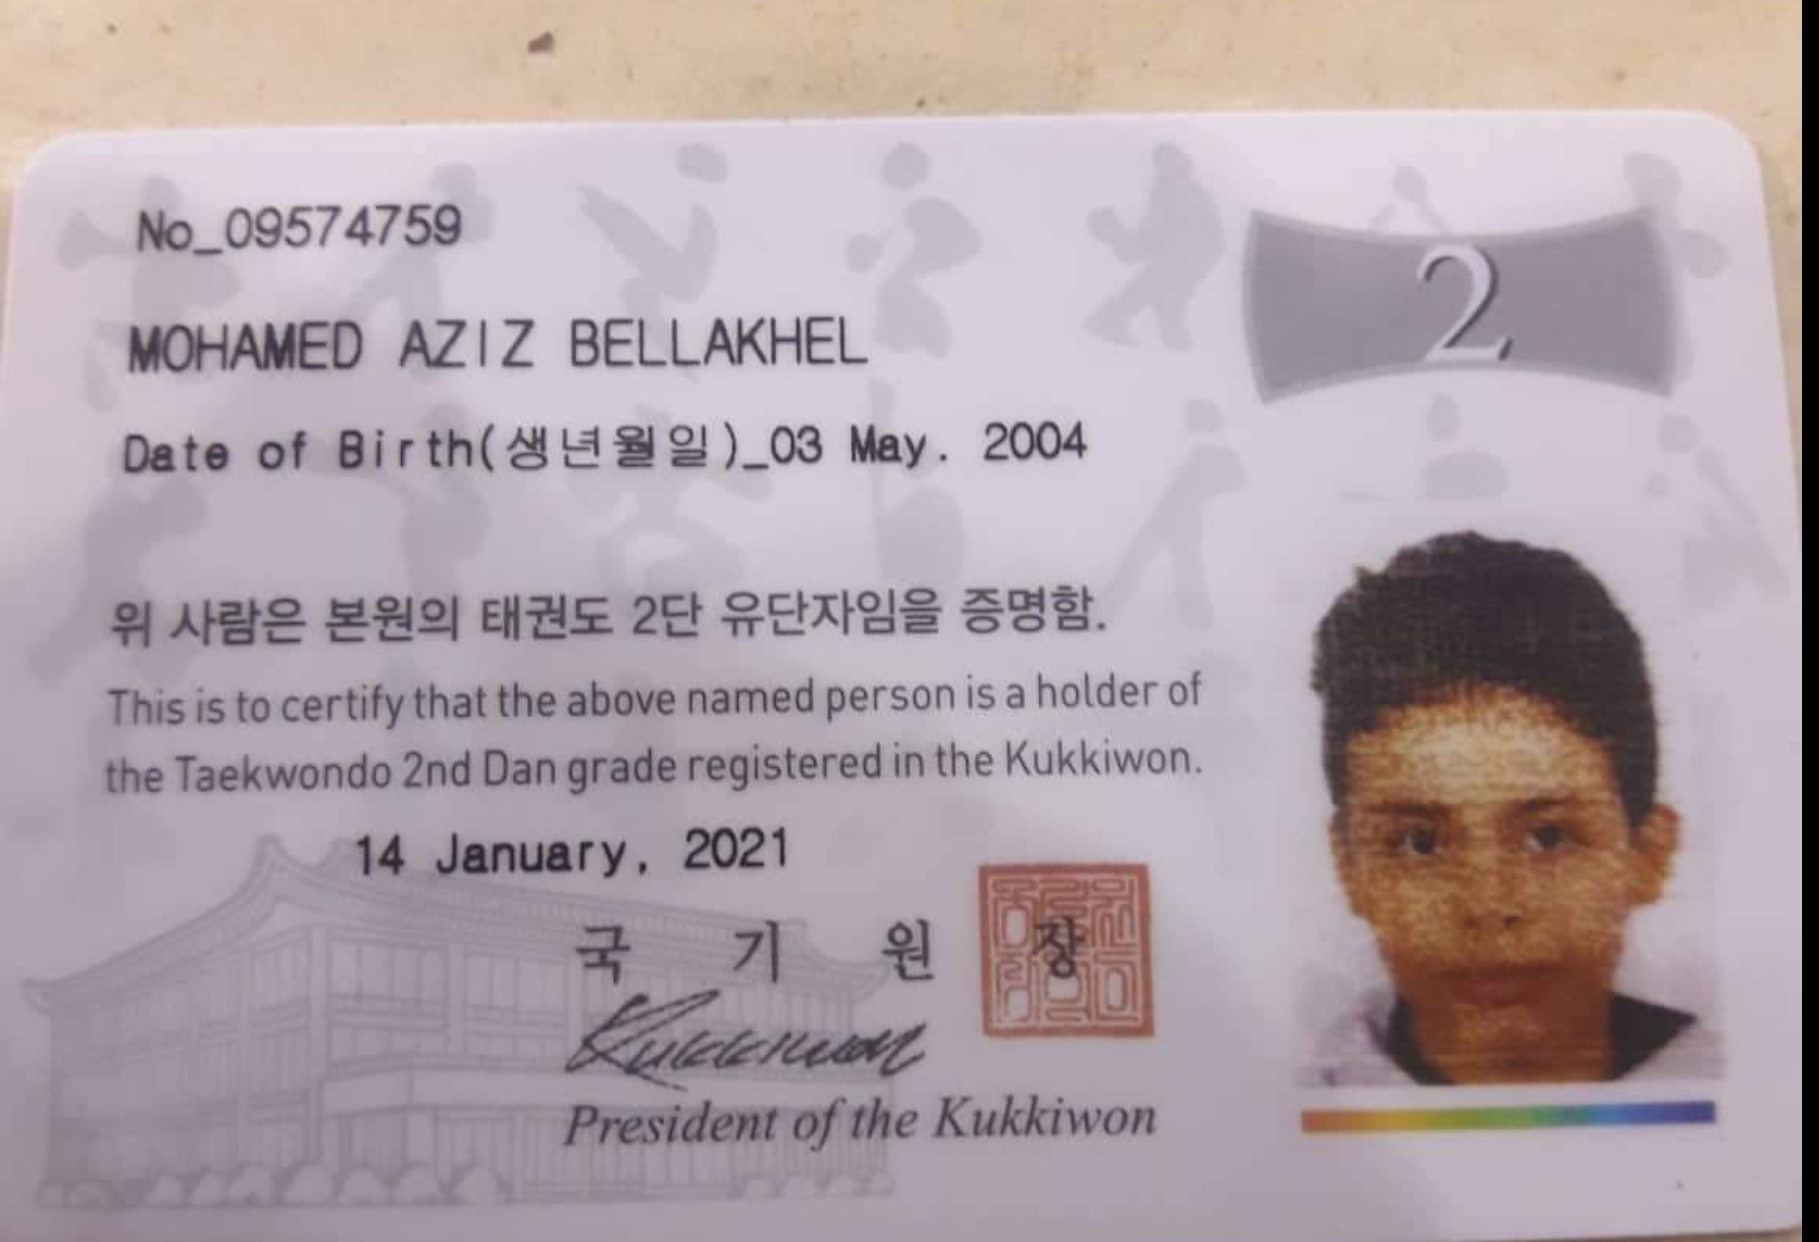 No_09574759
2
MOHAMED AZIZ BELLAKHEL
Date of Birth(생년월일)_03 May. 2004
위 사람은 본원의 태권도 2단 유단자임을 증명함.
This is to certify that the above named person is a holder of
the Taekwondo 2nd Dan grade registered in the Kukkiwon.
14 January, 2021
국 기 원 장
Kukkiwon
President of the Kukkiwon